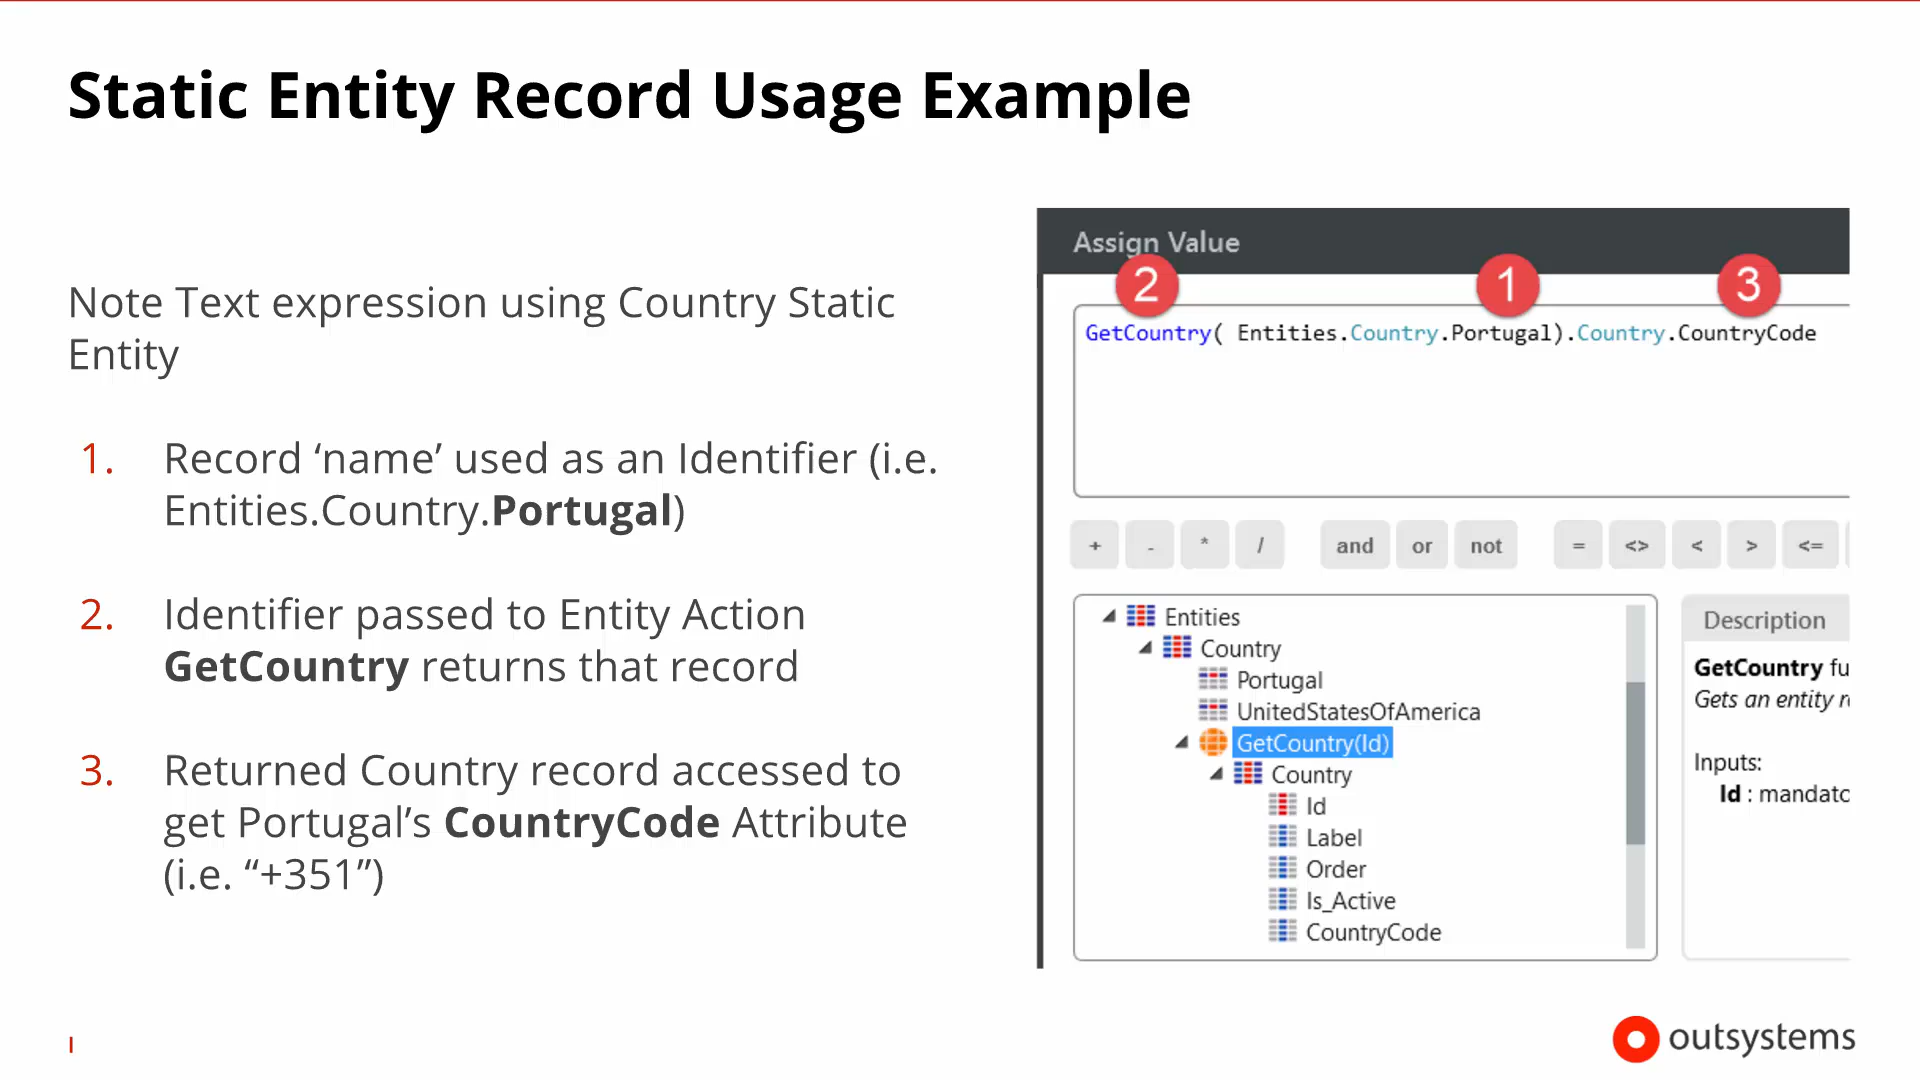 Static Entity Record Usage Example
Note Text expression using Country Static
Entity
1. Record ‘name’ used as an Identifier (i.e.
Entities.Country.Portugal)
2. Identifier passed to Entity Action
GetCountry returns that record
3. Returned Country record accessed to
get Portugal’s CountryCode Attribute
(i.e. “+351”)
Assign Value
2 1 3
GetCountry( Entities.Country.Portugal).Country.CountryCode
+ - * / and or not = <> < > <=
Entities
Country
Portugal
UnitedStatesOfAmerica
GetCountry(Id)
Country
Id
Label
Order
Is_Active
CountryCode
Description
GetCountry fu
Gets an entity r
Inputs:
Id : mandato
I
outsystems